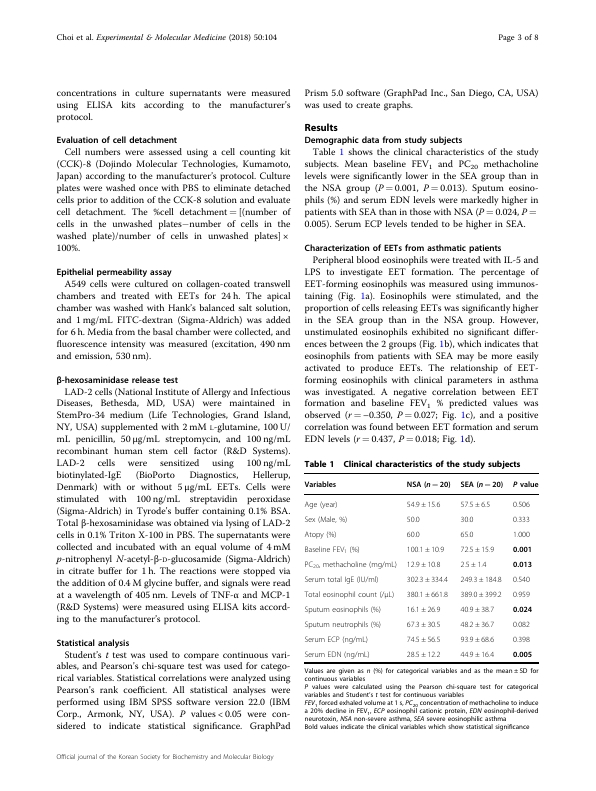 Choi et al. Experimental & Molecular Medicine (2018) 50:104
Page 3 of 8
concentrations in culture supernatants were measured
using ELISA kits according to the manufacturer's
protocol.
Evaluation of cell detachment
Cell numbers were assessed using a cell counting kit
(CCK)-8 (Dojindo Molecular Technologies, Kumamoto,
Japan) according to the manufacturer's protocol. Culture
plates were washed once with PBS to eliminate detached
cells prior to addition of the CCK-8 solution and evaluate
cell detachment. The %cell detachment = [(number of
cells in the unwashed plates−number of cells in the
washed plate)/number of cells in unwashed plates] ×
100%.
Epithelial permeability assay
A549 cells were cultured on collagen-coated transwell
chambers and treated with EETs for 24 h. The apical
chamber was washed with Hank's balanced salt solution,
and 1 mg/mL FITC-dextran (Sigma-Aldrich) was added
for 6 h. Media from the basal chamber were collected, and
fluorescence intensity was measured (excitation, 490 nm
and emission, 530 nm).
β-hexosaminidase release test
LAD-2 cells (National Institute of Allergy and Infectious
Diseases, Bethesda, MD, USA) were maintained in
StemPro-34 medium (Life Technologies, Grand Island,
NY, USA) supplemented with 2 mM L-glutamine, 100 U/
mL penicillin, 50 μg/mL streptomycin, and 100 ng/mL
recombinant human stem cell factor (R&D Systems).
LAD-2 cells were sensitized using 100 ng/mL
biotinylated-IgE (BioPorto Diagnostics, Hellerup,
Denmark) with or without 5 μg/mL EETs. Cells were
stimulated with 100 ng/mL streptavidin peroxidase
(Sigma-Aldrich) in Tyrode's buffer containing 0.1% BSA.
Total β-hexosaminidase was obtained via lysing of LAD-2
cells in 0.1% Triton X-100 in PBS. The supernatants were
collected and incubated with an equal volume of 4 mM
p-nitrophenyl N-acetyl-β-D-glucosamide (Sigma-Aldrich)
in citrate buffer for 1 h. The reactions were stopped via
the addition of 0.4 M glycine buffer, and signals were read
at a wavelength of 405 nm. Levels of TNF-α and MCP-1
(R&D Systems) were measured using ELISA kits accord-
ing to the manufacturer's protocol.
Statistical analysis
Student's t test was used to compare continuous vari-
ables, and Pearson's chi-square test was used for catego-
rical variables. Statistical correlations were analyzed using
Pearson's rank coefficient. All statistical analyses were
performed using IBM SPSS software version 22.0 (IBM
Corp., Armonk, NY, USA). P values < 0.05 were con-
sidered to indicate statistical significance. GraphPad
Prism 5.0 software (GraphPad Inc., San Diego, CA, USA)
was used to create graphs.
Results
Demographic data from study subjects
Table 1 shows the clinical characteristics of the study
subjects. Mean baseline FEV1 and PC20 methacholine
levels were significantly lower in the SEA group than in
the NSA group (P = 0.001, P = 0.013). Sputum eosino-
phils (%) and serum EDN levels were markedly higher in
patients with SEA than in those with NSA (P = 0.024, P =
0.005). Serum ECP levels tended to be higher in SEA.
Characterization of EETs from asthmatic patients
Peripheral blood eosinophils were treated with IL-5 and
LPS to investigate EET formation. The percentage of
EET-forming eosinophils was measured using immunos-
taining (Fig. 1a). Eosinophils were stimulated, and the
proportion of cells releasing EETs was significantly higher
in the SEA group than in the NSA group. However,
unstimulated eosinophils exhibited no significant differ-
ences between the 2 groups (Fig. 1b), which indicates that
eosinophils from patients with SEA may be more easily
activated to produce EETs. The relationship of EET-
forming eosinophils with clinical parameters in asthma
was investigated. A negative correlation between EET
formation and baseline FEV1 % predicted values was
observed (r = −0.350, P = 0.027; Fig. 1c), and a positive
correlation was found between EET formation and serum
EDN levels (r = 0.437, P = 0.018; Fig. 1d).
Table 1 Clinical characteristics of the study subjects
Variables NSA (n = 20) SEA (n = 20) P value
Age (year) 54.9 ± 15.6 57.5 ± 6.5 0.506
Sex (Male, %) 50.0 30.0 0.333
Atopy (%) 60.0 65.0 1.000
Baseline FEV1 (%) 100.1 ± 10.9 72.5 ± 15.9 0.001
PC20, methacholine (mg/mL) 12.9 ± 10.8 2.5 ± 1.4 0.013
Serum total IgE (IU/ml) 302.3 ± 334.4 249.3 ± 184.8 0.540
Total eosinophil count (/μL) 380.1 ± 661.8 389.0 ± 399.2 0.959
Sputum eosinophils (%) 16.1 ± 26.9 40.9 ± 38.7 0.024
Sputum neutrophils (%) 67.3 ± 30.5 48.2 ± 36.7 0.082
Serum ECP (ng/mL) 74.5 ± 56.5 93.9 ± 68.6 0.398
Serum EDN (ng/mL) 28.5 ± 12.2 44.9 ± 16.4 0.005
Values are given as n (%) for categorical variables and as the mean ± SD for
continuous variables
P values were calculated using the Pearson chi-square test for categorical
variables and Student's t test for continuous variables
FEV1 forced exhaled volume at 1 s, PC20 concentration of methacholine to induce
a 20% decline in FEV1, ECP eosinophil cationic protein, EDN eosinophil-derived
neurotoxin, NSA non-severe asthma, SEA severe eosinophilic asthma
Bold values indicate the clinical variables which show statistical significance
Official journal of the Korean Society for Biochemistry and Molecular Biology